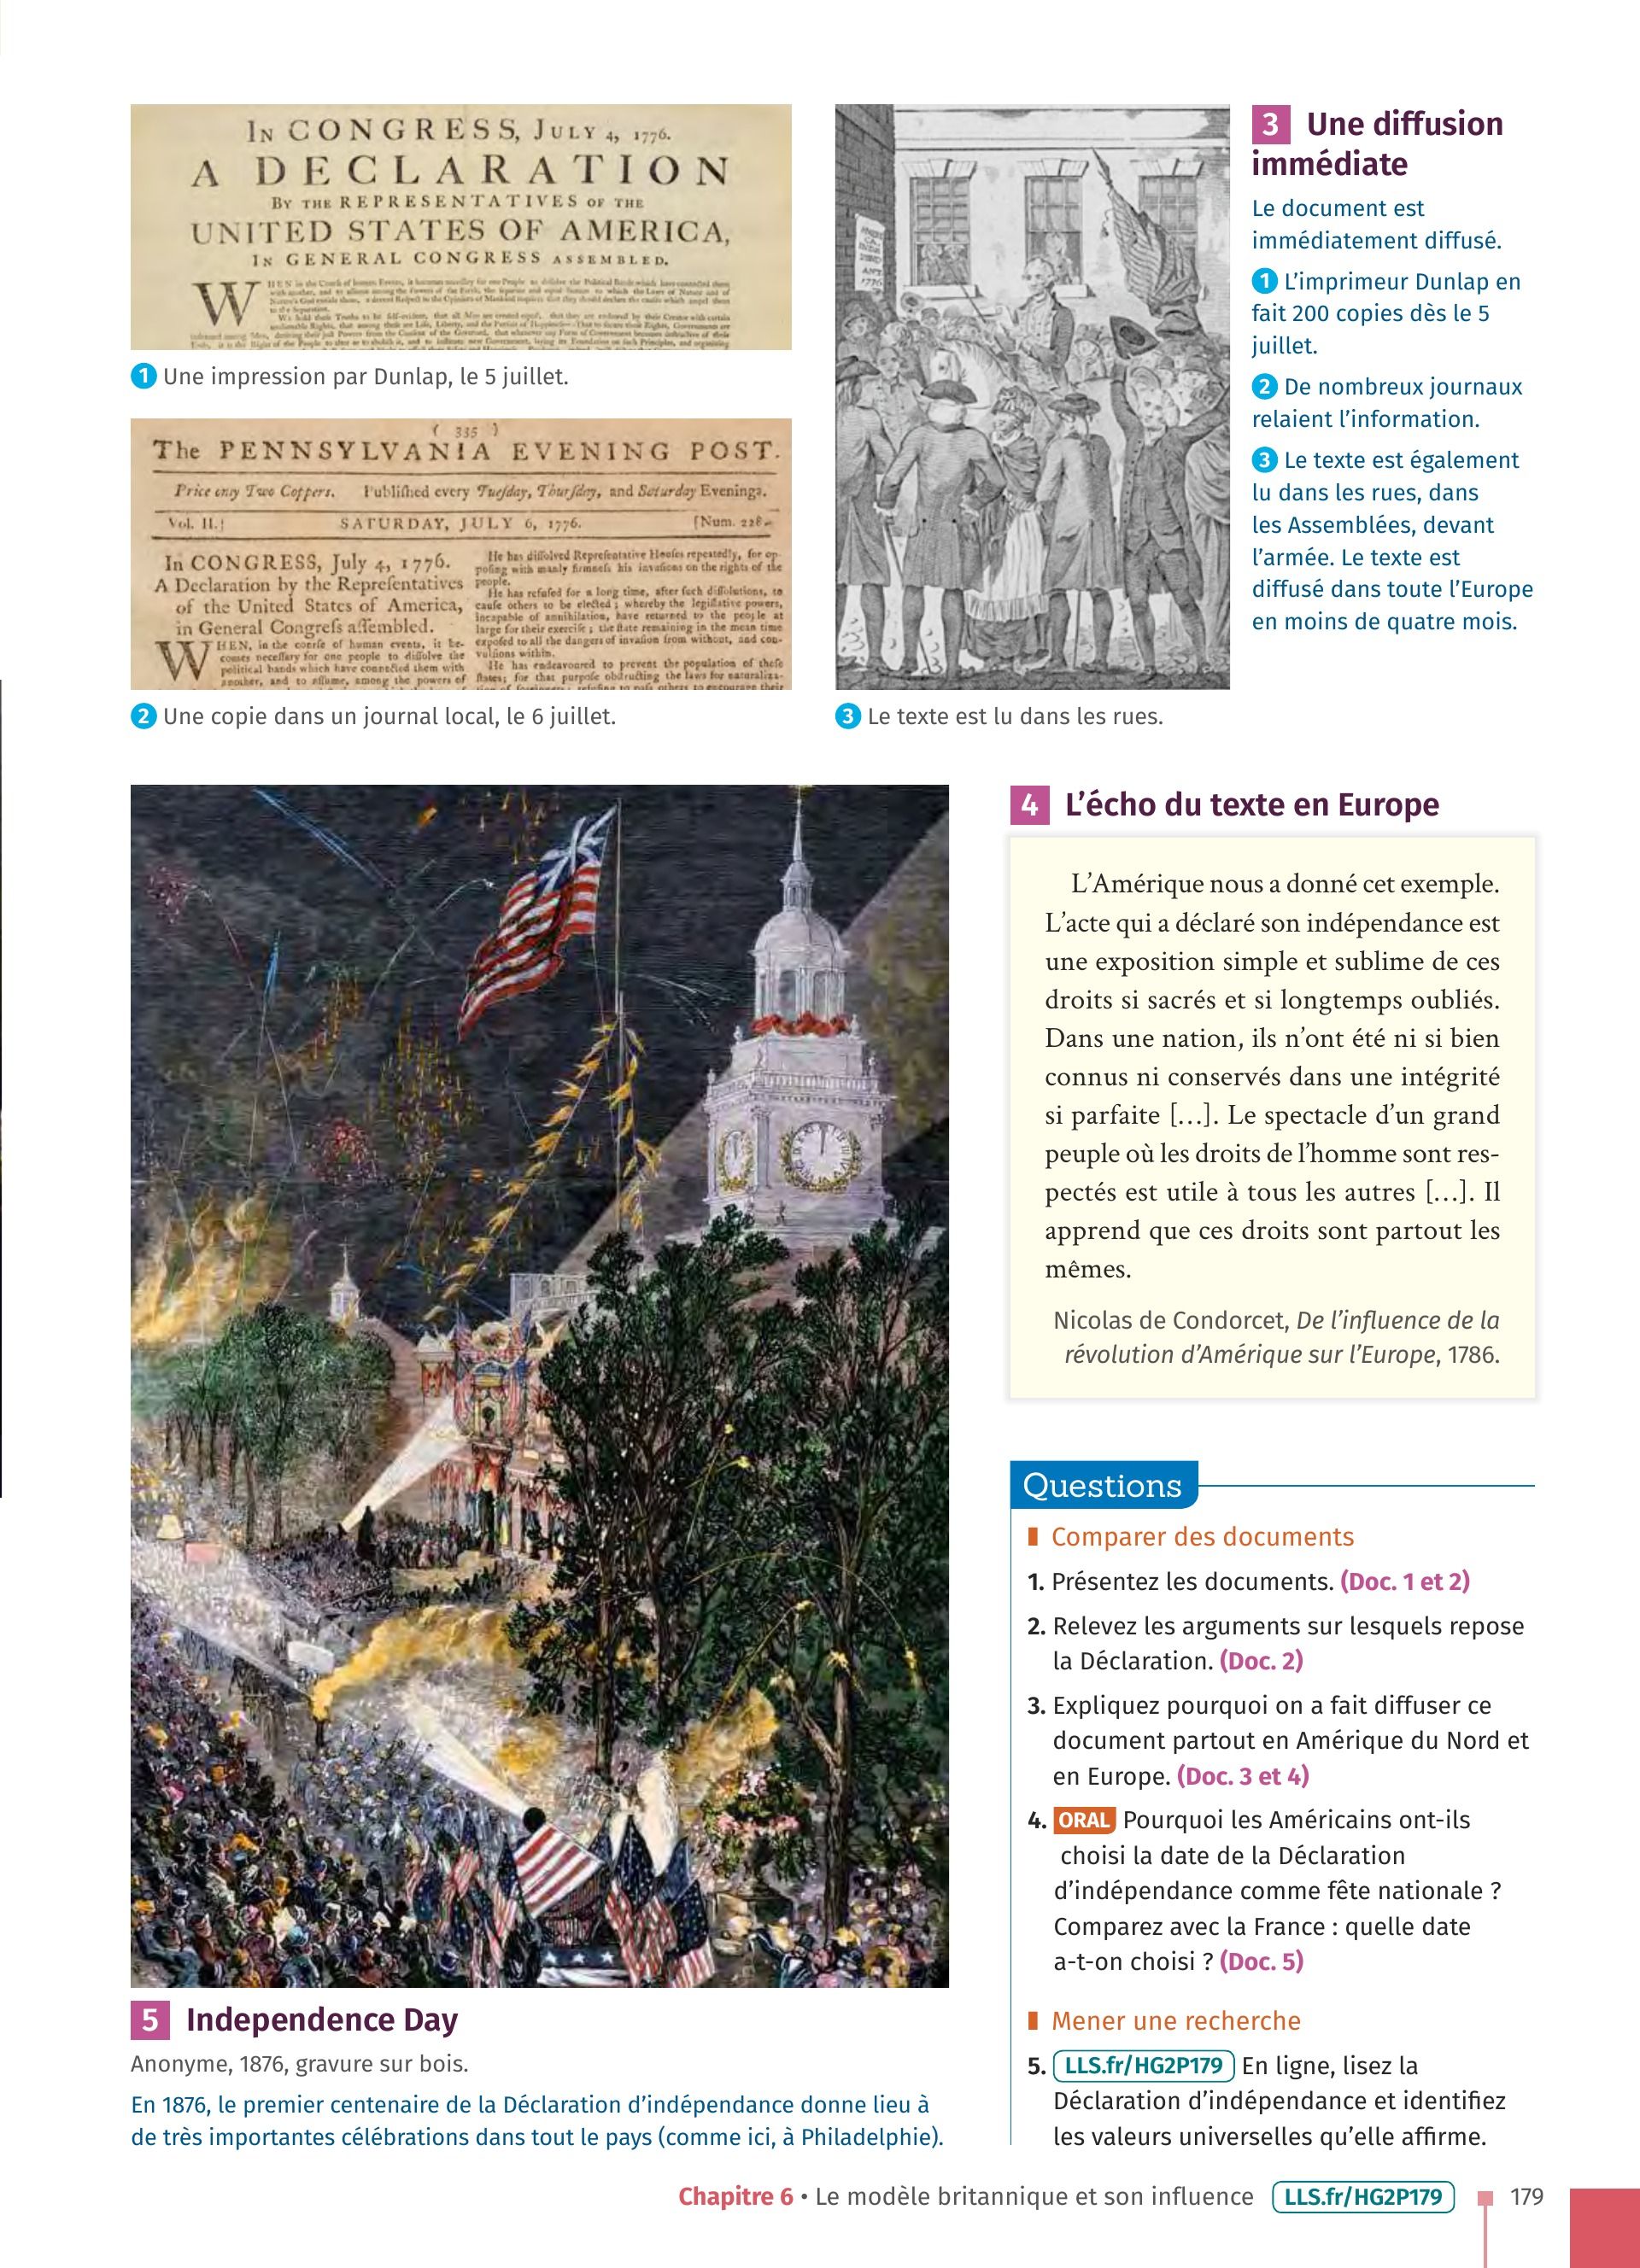 IN CONGRESS, JULY 4, 1776.
A DECLARATION
BY THE REPRESENTATIVES OF THE
UNITED STATES OF AMERICA,
IN GENERAL CONGRESS ASSEMBLED.
1 Une impression par Dunlap, le 5 juillet.
( 335 )
The PENNSYLVANIA EVENING POST.
Price only Two Coppers. Publiſhed every Tueſday, Thurſday, and Saturday Evenings.
Vol. II.] SATURDAY, JULY 6, 1776. [Num. 228
In CONGRESS, July 4, 1776.
A Declaration by the Repreſentatives
of the United States of America,
in General Congreſs aſſembled.
WHEN, in the courſe of human events, it be-
comes neceſſary for one people to diſſolve the
political bands which have connected them with
another, and to aſſume, among the powers of
He has diſſolved Repreſentative Houſes repeatedly, for op-
poſing with manly firmneſs his invaſions on the rights of the
people.
He has refuſed for a long time, after ſuch diſſolutions, to
cauſe others to be elected ; whereby the legiſlative powers,
incapable of annihilation, have returned to the people at
large for their exerciſe ; the ſtate remaining in the mean time
expoſed to all the dangers of invaſion from without, and con-
vulſions within.
He has endeavoured to prevent the population of theſe
ſtates; for that purpoſe obſtructing the laws for naturaliza-
2 Une copie dans un journal local, le 6 juillet.
3 Le texte est lu dans les rues.
3 Une diffusion
immédiate
Le document est
immédiatement diffusé.
1 L’imprimeur Dunlap en
fait 200 copies dès le 5
juillet.
2 De nombreux journaux
relaient l’information.
3 Le texte est également
lu dans les rues, dans
les Assemblées, devant
l’armée. Le texte est
diffusé dans toute l’Europe
en moins de quatre mois.
5 Independence Day
Anonyme, 1876, gravure sur bois.
En 1876, le premier centenaire de la Déclaration d’indépendance donne lieu à
de très importantes célébrations dans tout le pays (comme ici, à Philadelphie).
4 L’écho du texte en Europe
L’Amérique nous a donné cet exemple.
L’acte qui a déclaré son indépendance est
une exposition simple et sublime de ces
droits si sacrés et si longtemps oubliés.
Dans une nation, ils n’ont été ni si bien
connus ni conservés dans une intégrité
si parfaite […]. Le spectacle d’un grand
peuple où les droits de l’homme sont res-
pectés est utile à tous les autres […]. Il
apprend que ces droits sont partout les
mêmes.
Nicolas de Condorcet, De l’influence de la
révolution d’Amérique sur l’Europe, 1786.
Questions
Comparer des documents
1. Présentez les documents. (Doc. 1 et 2)
2. Relevez les arguments sur lesquels repose
la Déclaration. (Doc. 2)
3. Expliquez pourquoi on a fait diffuser ce
document partout en Amérique du Nord et
en Europe. (Doc. 3 et 4)
4. ORAL Pourquoi les Américains ont-ils
choisi la date de la Déclaration
d’indépendance comme fête nationale ?
Comparez avec la France : quelle date
a-t-on choisi ? (Doc. 5)
Mener une recherche
5. LLS.fr/HG2P179 En ligne, lisez la
Déclaration d’indépendance et identifiez
les valeurs universelles qu’elle affirme.
Chapitre 6 • Le modèle britannique et son influence LLS.fr/HG2P179 179